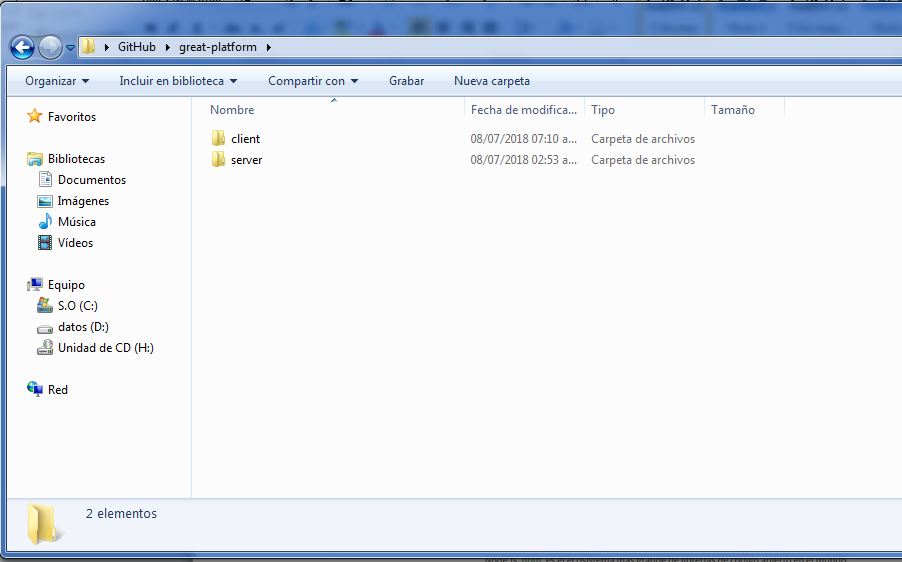 GitHub great-platform
Organizar Incluir en biblioteca Compartir con Grabar Nueva carpeta
Nombre Fecha de modifica... Tipo Tamaño
client 08/07/2018 07:10 a... Carpeta de archivos
server 08/07/2018 02:53 a... Carpeta de archivos
Favoritos
Bibliotecas
Documentos
Imágenes
Música
Vídeos
Equipo
S.O (C:)
datos (D:)
Unidad de CD (H:)
Red
2 elementos